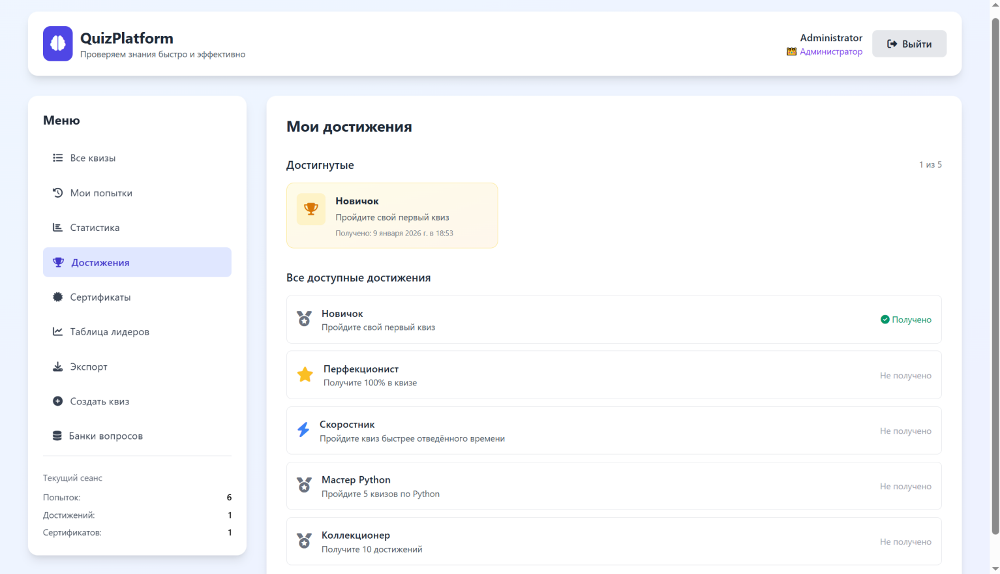 QuizPlatform
Проверяем знания быстро и эффективно
Administrator
Администратор
Выйти
Меню
Все квизы
Мои попытки
Статистика
Достижения
Сертификаты
Таблица лидеров
Экспорт
Создать квиз
Банки вопросов
Текущий сеанс
Попыток: 6
Достижений: 1
Сертификатов: 1
Мои достижения
Достигнутые 1 из 5
Новичок
Пройдите свой первый квиз
Получено: 9 января 2026 г. в 18:53
Все доступные достижения
Новичок
Пройдите свой первый квиз
Получено
Перфекционист
Получите 100% в квизе
Не получено
Скоростник
Пройдите квиз быстрее отведённого времени
Не получено
Мастер Python
Пройдите 5 квизов по Python
Не получено
Коллекционер
Получите 10 достижений
Не получено